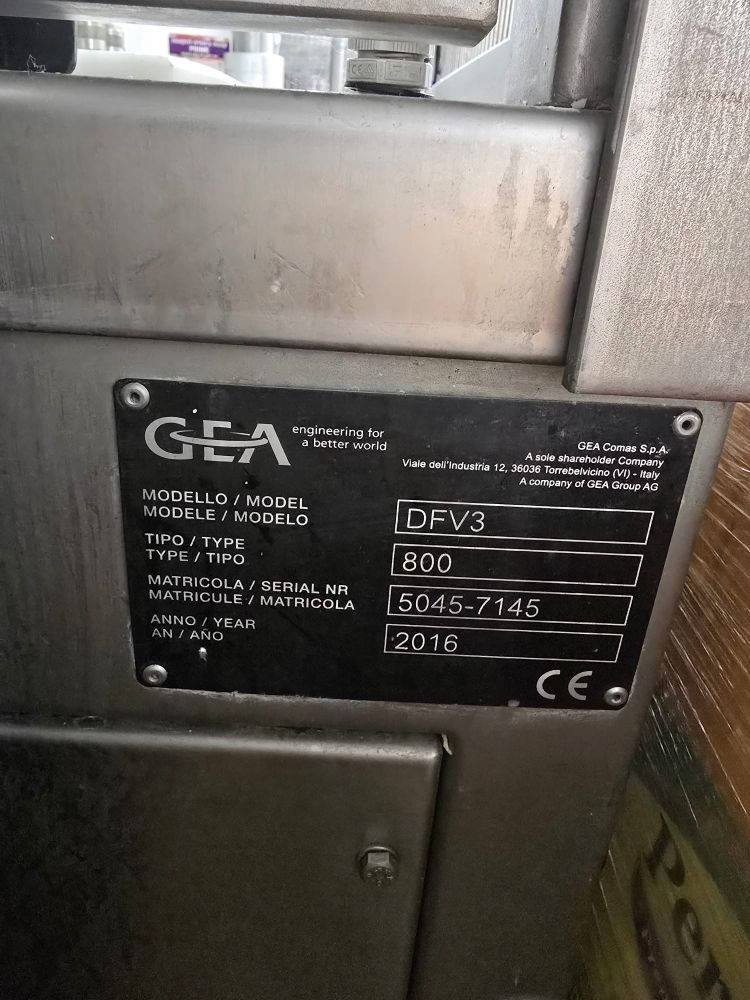 GEA
engineering for
a better world
GEA Comas S.p.A.
A sole shareholder Company
Viale dell'Industria 12, 36036 Torrebelvicino (VI) - Italy
A company of GEA Group AG
MODELLO / MODEL
MODELE / MODELO
DFV3
TIPO / TYPE
TYPE / TIPO
800
MATRICOLA / SERIAL NR
MATRICULE / MATRICOLA
5045-7145
ANNO / YEAR
AN / AÑO
2016
CE